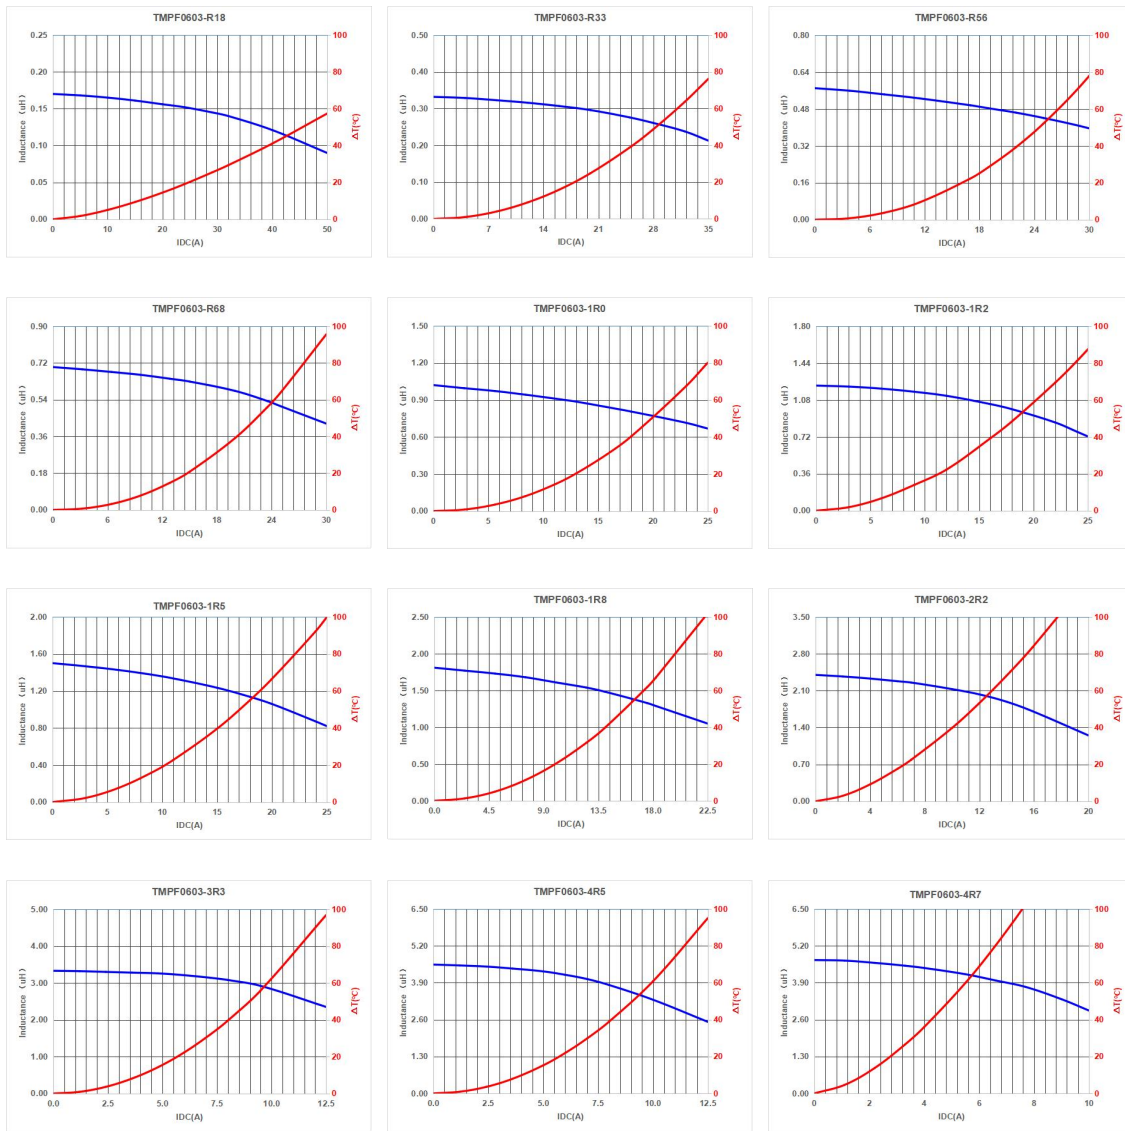 TMPF0603-R18
0.25
0.20
0.15
0.10
0.05
0.00
Inductance (uH)
100
80
60
40
20
0
ΔT(℃)
0 10 20 30 40 50
IDC(A)
TMPF0603-R33
0.50
0.40
0.30
0.20
0.10
0.00
Inductance (uH)
100
80
60
40
20
0
ΔT(℃)
0 7 14 21 28 35
IDC(A)
TMPF0603-R56
0.80
0.64
0.48
0.32
0.16
0.00
Inductance (uH)
100
80
60
40
20
0
ΔT(℃)
0 6 12 18 24 30
IDC(A)
TMPF0603-R68
0.90
0.72
0.54
0.36
0.18
0.00
Inductance (uH)
100
80
60
40
20
0
ΔT(℃)
0 6 12 18 24 30
IDC(A)
TMPF0603-1R0
1.50
1.20
0.90
0.60
0.30
0.00
Inductance (uH)
100
80
60
40
20
0
ΔT(℃)
0 5 10 15 20 25
IDC(A)
TMPF0603-1R2
1.80
1.44
1.08
0.72
0.36
0.00
Inductance (uH)
100
80
60
40
20
0
ΔT(℃)
0 5 10 15 20 25
IDC(A)
TMPF0603-1R5
2.00
1.60
1.20
0.80
0.40
0.00
Inductance (uH)
100
80
60
40
20
0
ΔT(℃)
0 5 10 15 20 25
IDC(A)
TMPF0603-1R8
2.50
2.00
1.50
1.00
0.50
0.00
Inductance (uH)
100
80
60
40
20
0
ΔT(℃)
0.0 4.5 9.0 13.5 18.0 22.5
IDC(A)
TMPF0603-2R2
3.50
2.80
2.10
1.40
0.70
0.00
Inductance (uH)
100
80
60
40
20
0
ΔT(℃)
0 4 8 12 16 20
IDC(A)
TMPF0603-3R3
5.00
4.00
3.00
2.00
1.00
0.00
Inductance (uH)
100
80
60
40
20
0
ΔT(℃)
0.0 2.5 5.0 7.5 10.0 12.5
IDC(A)
TMPF0603-4R5
6.50
5.20
3.90
2.60
1.30
0.00
Inductance (uH)
100
80
60
40
20
0
ΔT(℃)
0.0 2.5 5.0 7.5 10.0 12.5
IDC(A)
TMPF0603-4R7
6.50
5.20
3.90
2.60
1.30
0.00
Inductance (uH)
100
80
60
40
20
0
ΔT(℃)
0 2 4 6 8 10
IDC(A)